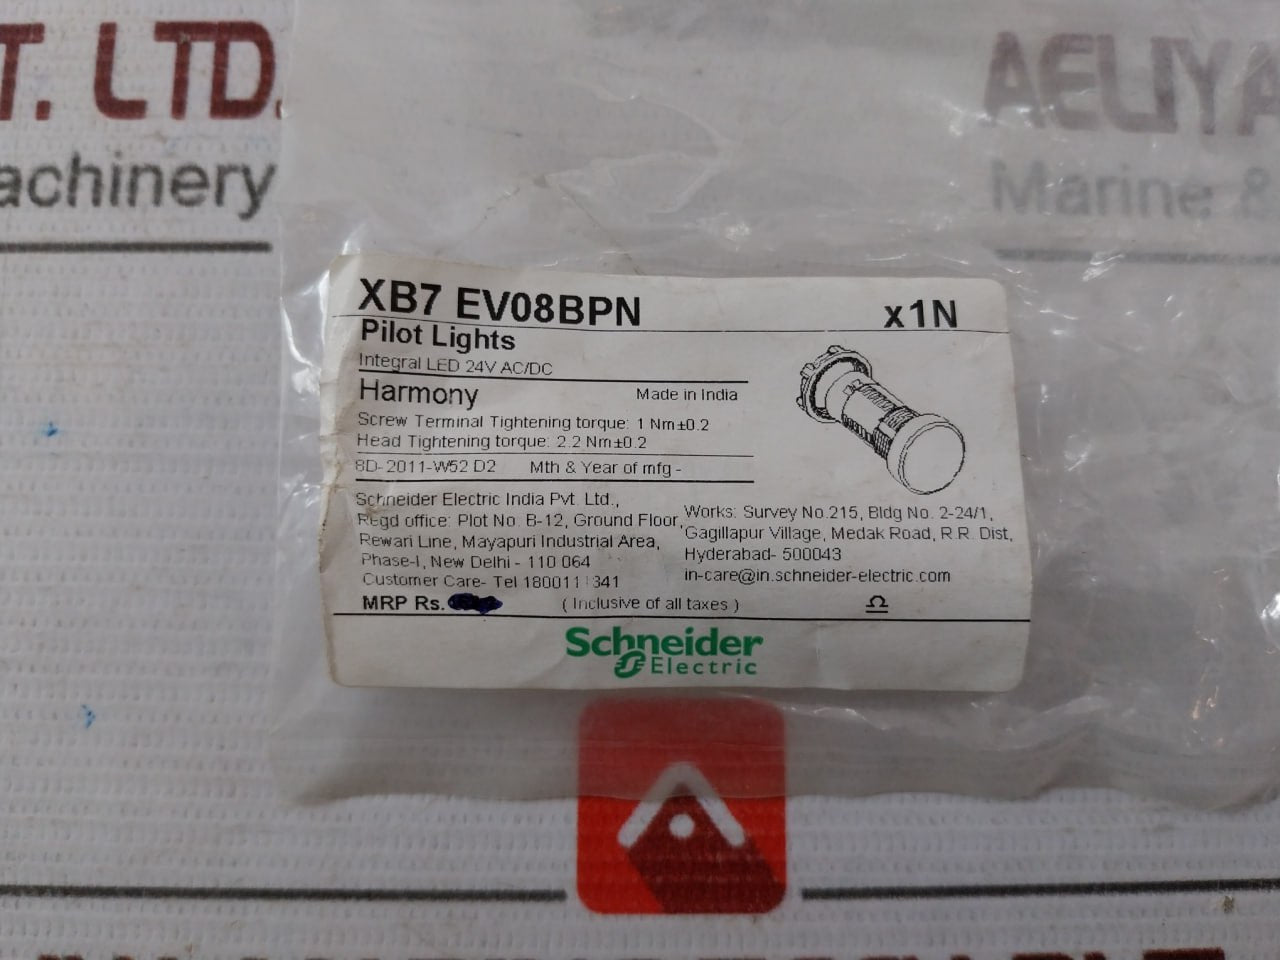 T. LTD.
AELIYA
achinery
Marine &
XB7 EV08BPN x1N
Pilot Lights
Integral LED 24V AC/DC
Harmony Made in India
Screw Terminal Tightening torque: 1 Nm±0.2
Head Tightening torque: 2.2 Nm±0.2
8D-2011-W52 D2 Mth & Year of mfg -
Schneider Electric India Pvt. Ltd.,
Regd office: Plot No. B-12, Ground Floor,
Rewari Line, Mayapuri Industrial Area,
Phase-I, New Delhi - 110 064
Customer Care- Tel 180011 341
Works: Survey No.215, Bldg No. 2-24/1,
Gagillapur Village, Medak Road, R.R. Dist,
Hyderabad- 500043
in-care@in.schneider-electric.com
MRP Rs. ( Inclusive of all taxes )
Schneider
Electric